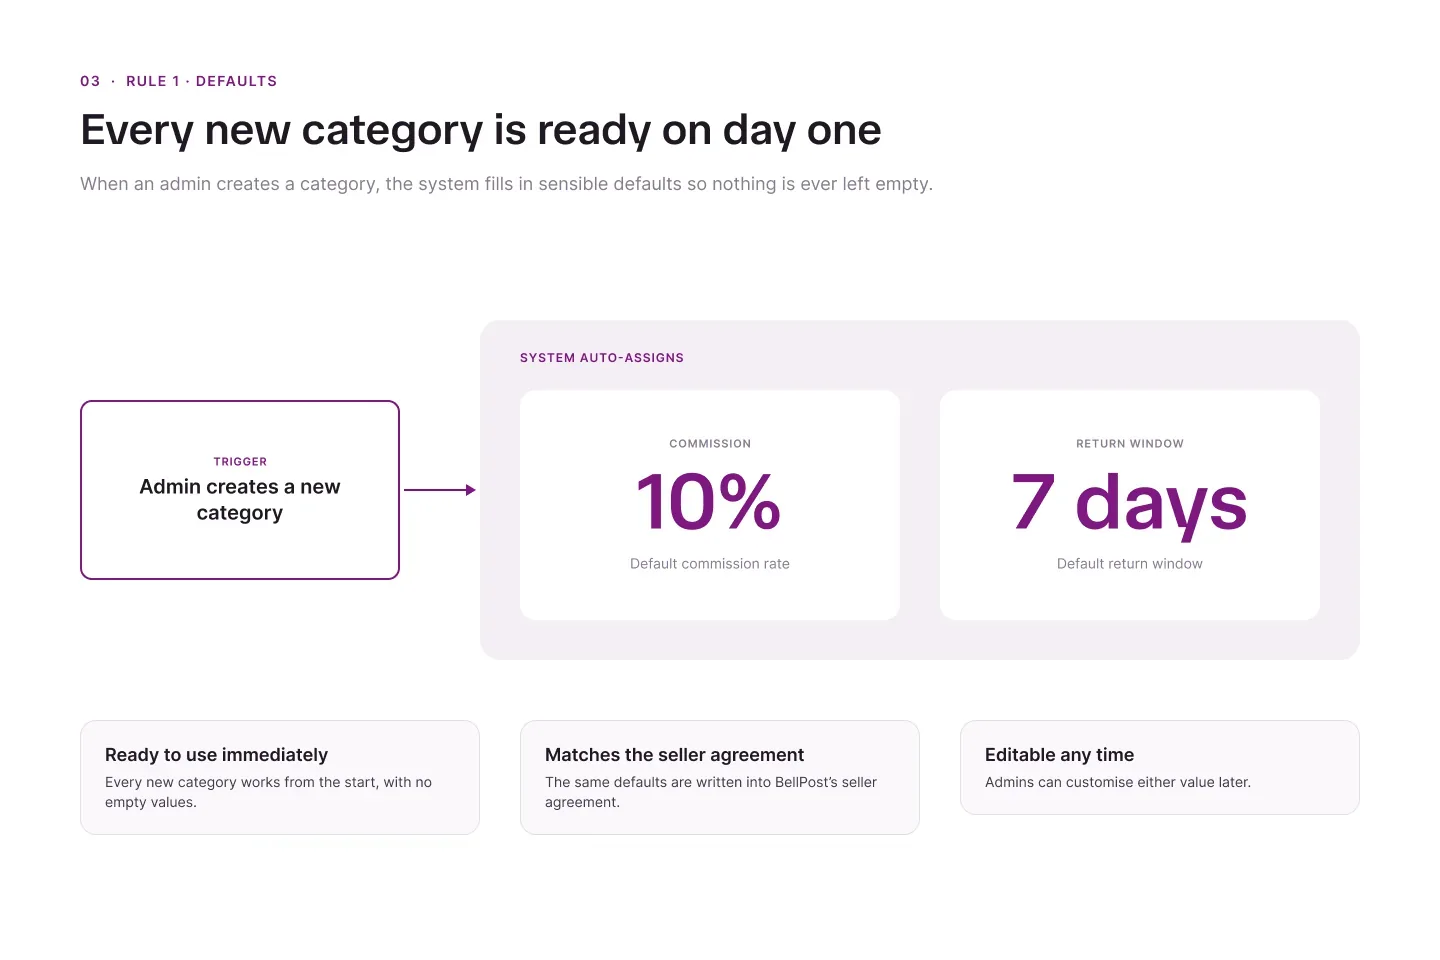 03 · RULE 1 · DEFAULTS
Every new category is ready on day one
When an admin creates a category, the system fills in sensible defaults so nothing is ever left empty.
TRIGGER
Admin creates a new
category
SYSTEM AUTO-ASSIGNS
COMMISSION
10%
Default commission rate
RETURN WINDOW
7 days
Default return window
Ready to use immediately
Every new category works from the start, with no
empty values.
Matches the seller agreement
The same defaults are written into BellPost’s seller
agreement.
Editable any time
Admins can customise either value later.